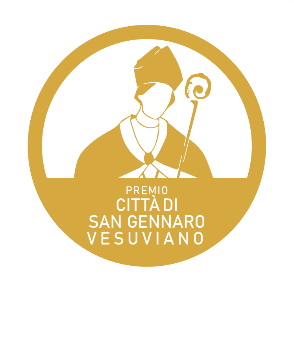 PREMIO
CITTÀ DI
SAN GENNARO
VESUVIANO